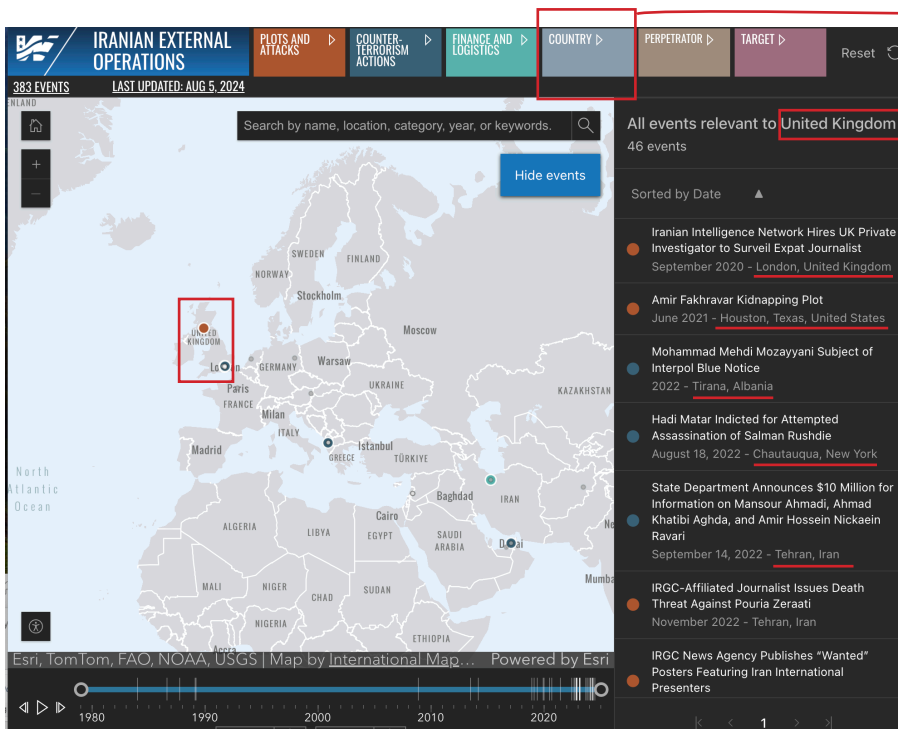 IRANIAN EXTERNAL
OPERATIONS
PLOTS AND
ATTACKS
COUNTER-
TERRORISM
ACTIONS
FINANCE AND
LOGISTICS
COUNTRY
PERPETRATOR
TARGET
Reset
383 EVENTS
LAST UPDATED: AUG 5, 2024
ENLAND
Search by name, location, category, year, or keywords.
Hide events
+
−
SWEDEN
FINLAND
NORWAY
Stockholm
Moscow
UNITED
KINGDOM
GERMANY
Warsaw
Paris
UKRAINE
KAZAKHSTAN
FRANCE
Milan
ITALY
Madrid
Istanbul
GREECE
TÜRKIYE
North
Atlantic
Ocean
Baghdad
IRAN
Cairo
ALGERIA
LIBYA
EGYPT
SAUDI
ARABIA
Ne
Mumba
MALI
NIGER
CHAD
SUDAN
NIGERIA
ETHIOPIA
Accra
Esri, TomTom, FAO, NOAA, USGS | Map by International Map... Powered by Esri
1980
1990
2000
2010
2020
All events relevant to United Kingdom
46 events
Sorted by Date
Iranian Intelligence Network Hires UK Private
Investigator to Surveil Expat Journalist
September 2020 - London, United Kingdom
Amir Fakhravar Kidnapping Plot
June 2021 - Houston, Texas, United States
Mohammad Mehdi Mozayyani Subject of
Interpol Blue Notice
2022 - Tirana, Albania
Hadi Matar Indicted for Attempted
Assassination of Salman Rushdie
August 18, 2022 - Chautauqua, New York
State Department Announces $10 Million for
Information on Mansour Ahmadi, Ahmad
Khatibi Aghda, and Amir Hossein Nickaein
Ravari
September 14, 2022 - Tehran, Iran
IRGC-Affiliated Journalist Issues Death
Threat Against Pouria Zeraati
November 2022 - Tehran, Iran
IRGC News Agency Publishes “Wanted”
Posters Featuring Iran International
Presenters
1